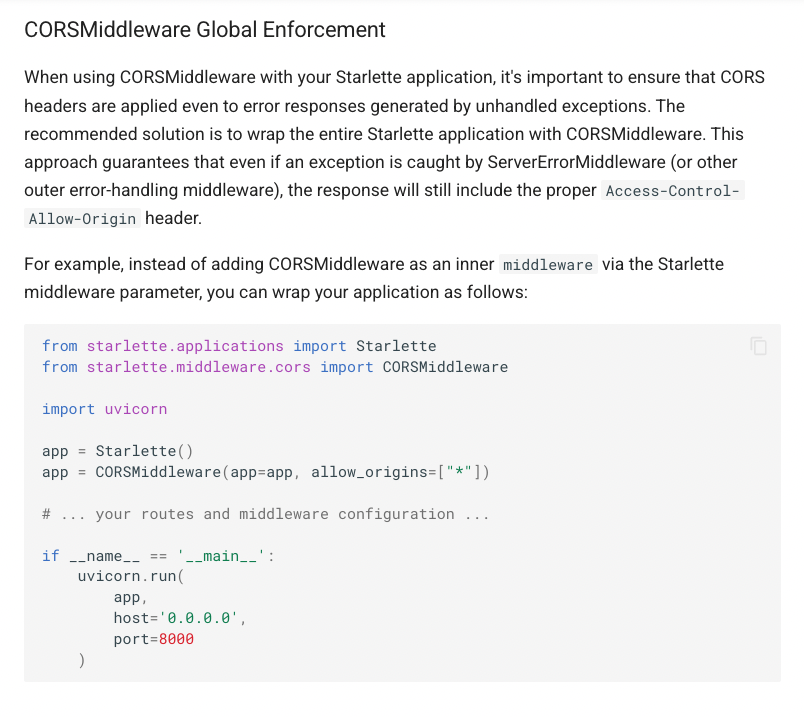 CORSMiddleware Global Enforcement
When using CORSMiddleware with your Starlette application, it's important to ensure that CORS
headers are applied even to error responses generated by unhandled exceptions. The
recommended solution is to wrap the entire Starlette application with CORSMiddleware. This
approach guarantees that even if an exception is caught by ServerErrorMiddleware (or other
outer error-handling middleware), the response will still include the proper Access-Control-
Allow-Origin header.
For example, instead of adding CORSMiddleware as an inner middleware via the Starlette
middleware parameter, you can wrap your application as follows:
from starlette.applications import Starlette
from starlette.middleware.cors import CORSMiddleware
import uvicorn
app = Starlette()
app = CORSMiddleware(app=app, allow_origins=["*"])
# ... your routes and middleware configuration ...
if __name__ == '__main__':
    uvicorn.run(
        app,
        host='0.0.0.0',
        port=8000
    )